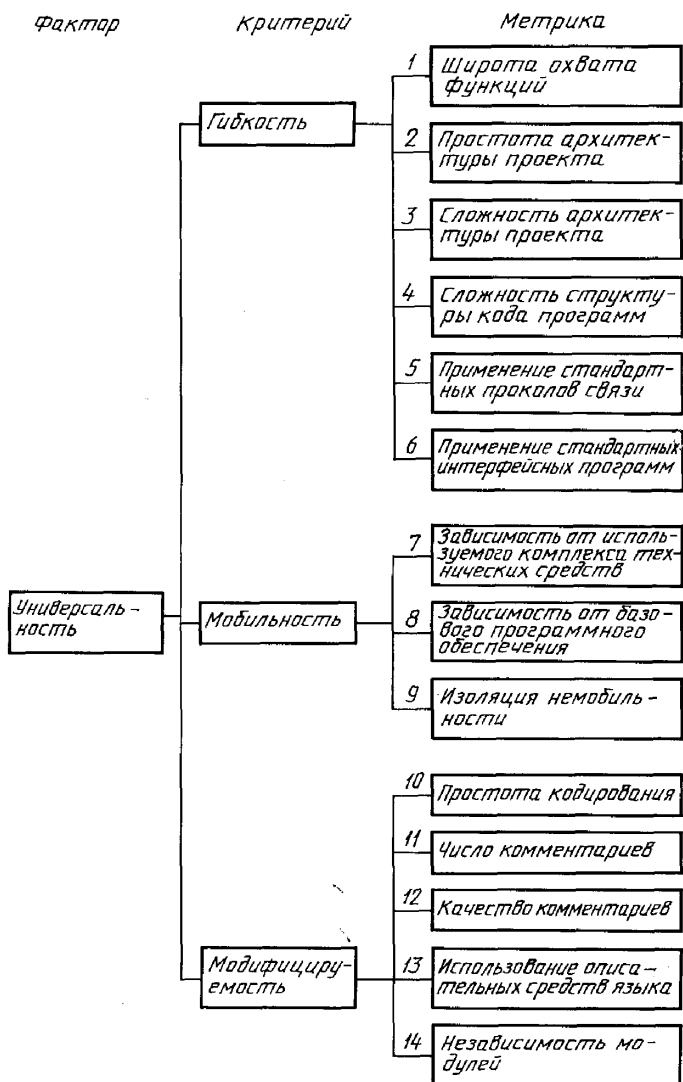 Фактор Критерий Метрика
1
Широта охвата
функций
Гибкость
2
Простота архитек-
туры проекта
3
Сложность архитек-
туры проекта
4
Сложность структу-
ры кода программ
5
Применение стандарт-
ных проколов связи
6
Применение стандартных
интерфейсных программ
7
Зависимость от исполь-
зуемого комплекса тех-
нических средств
Универсаль-
ность
Мобильность
8
Зависимость от базо-
вого программного
обеспечения
9
Изоляция немобиль-
ности
10
Простота кодирования
11
Число комментариев
12
Качество комментариев
Модифициру-
емость
13
Использование описа-
тельных средств языка
14
Независимость мо-
дулей